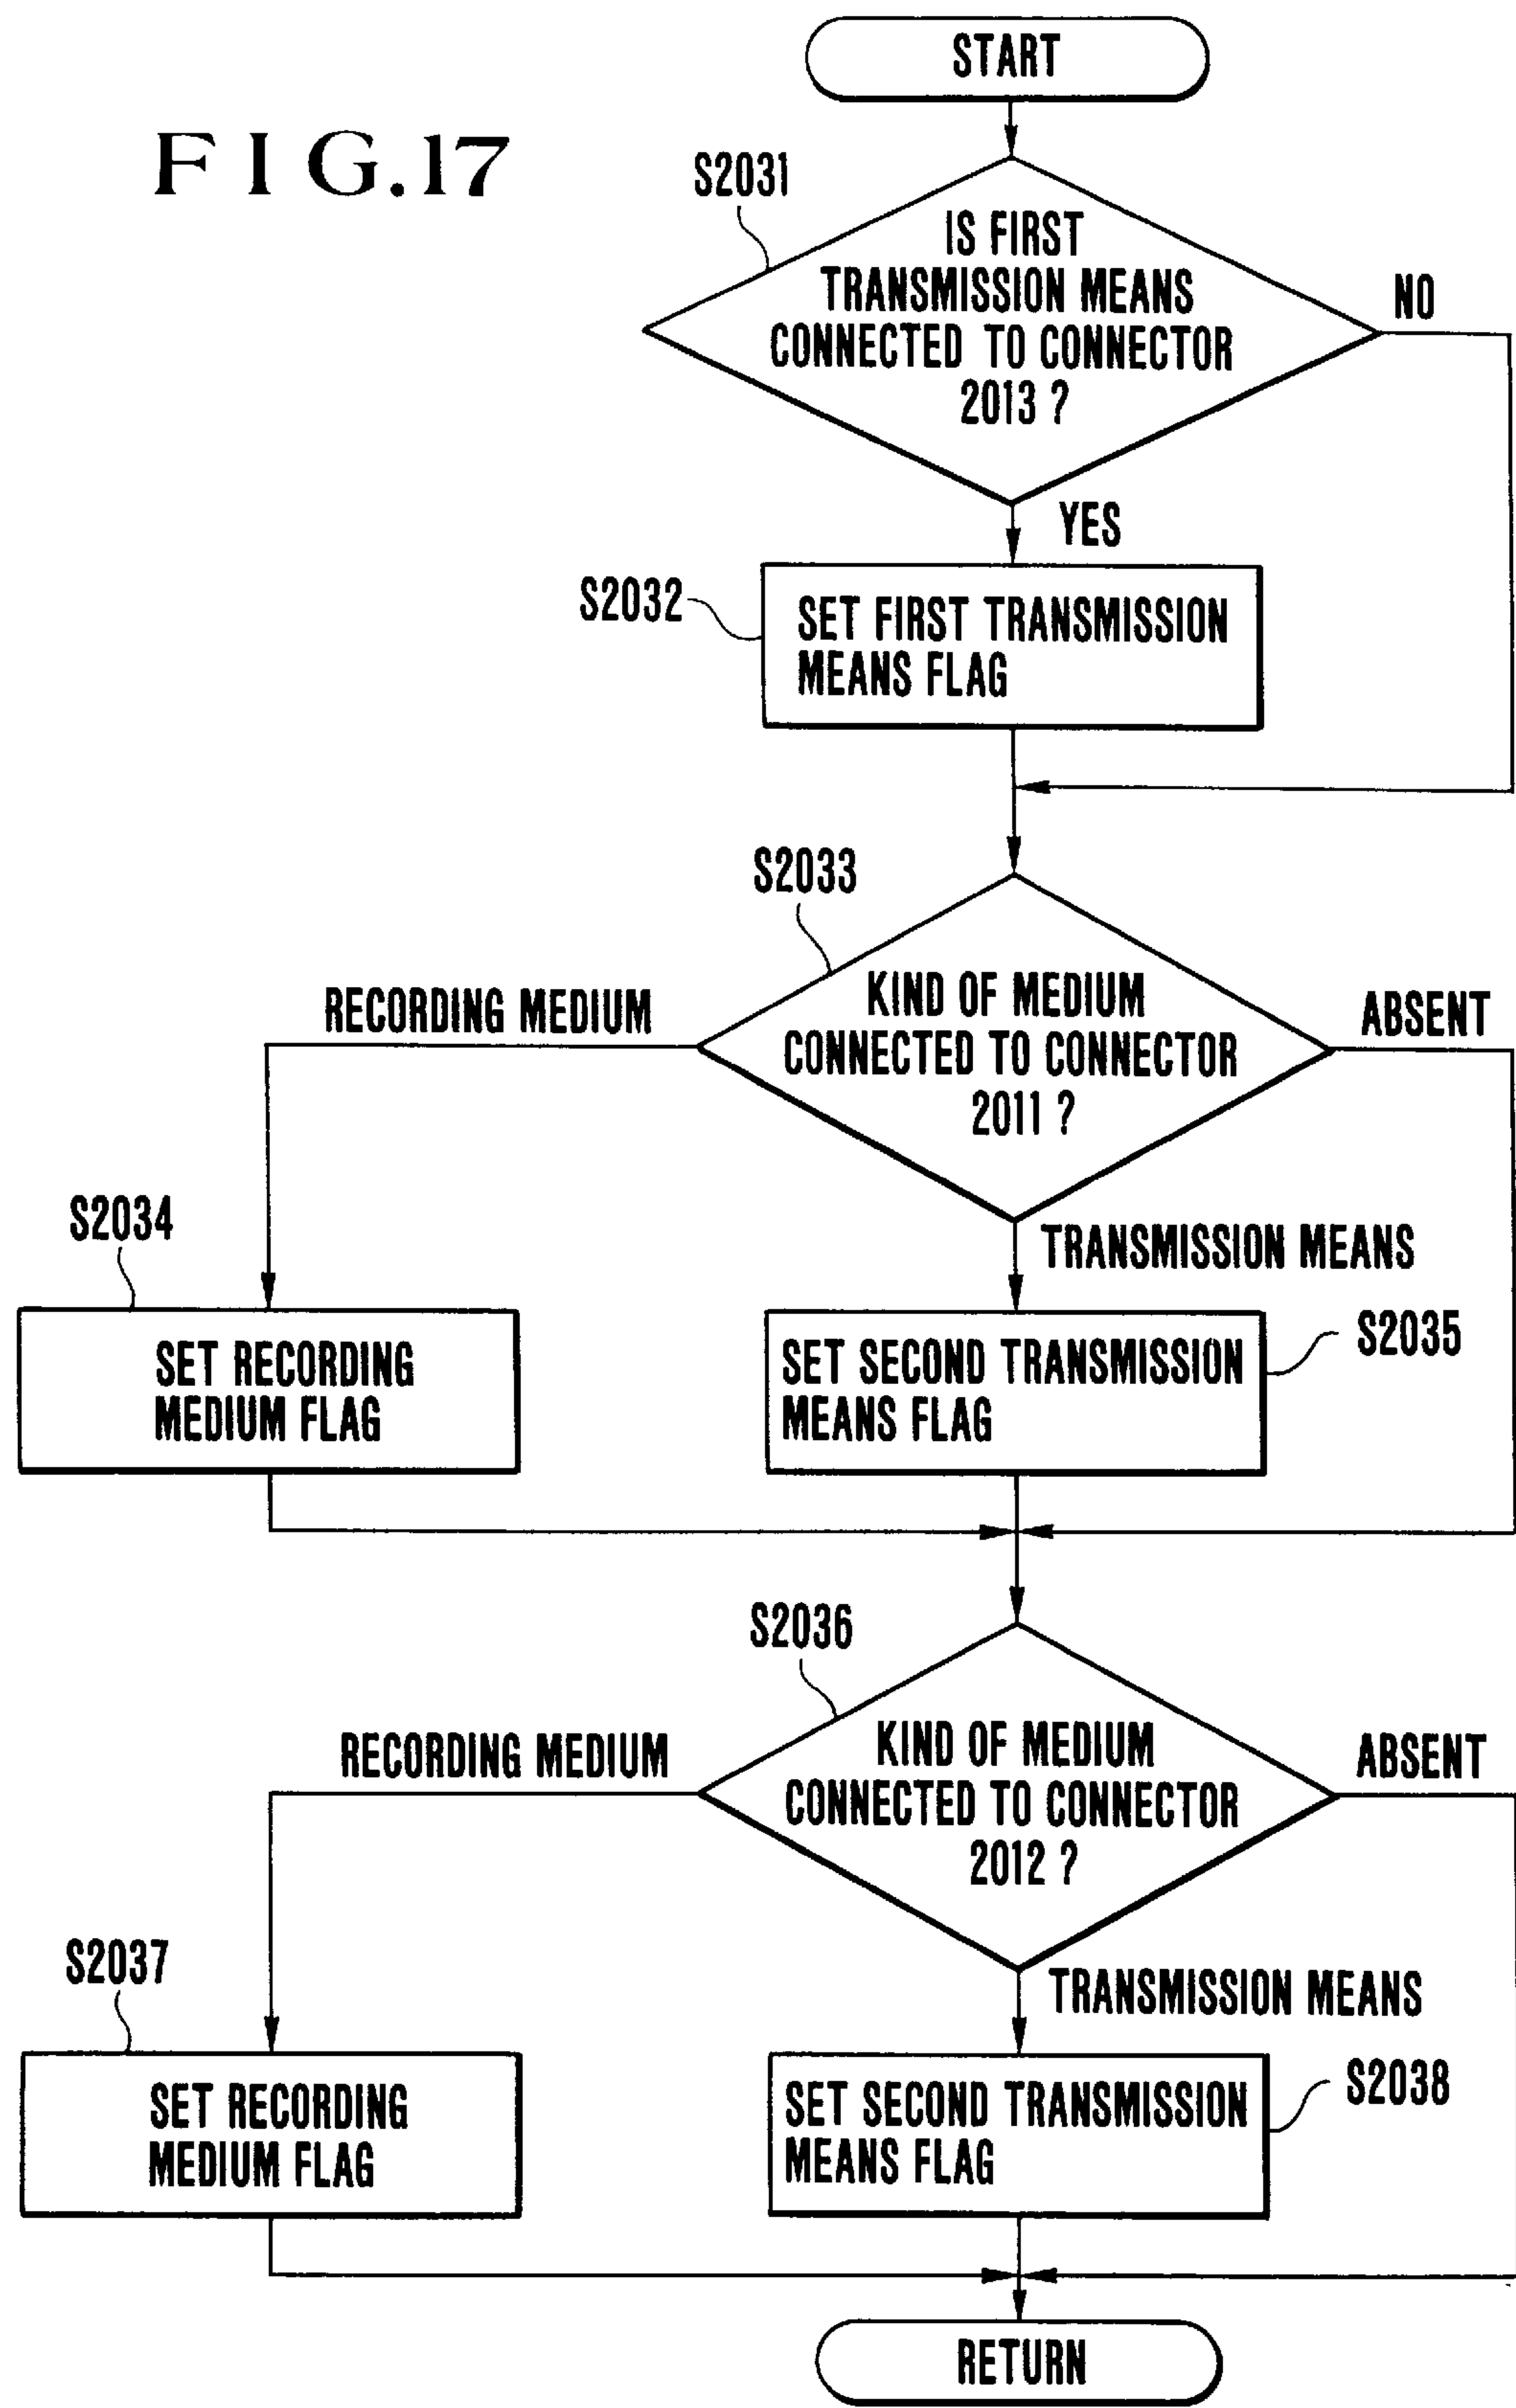 START
FIG.17
S2031
IS FIRST
TRANSMISSION MEANS
CONNECTED TO CONNECTOR
2013 ?
NO
YES
S2032
SET FIRST TRANSMISSION
MEANS FLAG
S2033
KIND OF MEDIUM
CONNECTED TO CONNECTOR
2011 ?
RECORDING MEDIUM
ABSENT
TRANSMISSION MEANS
S2034
SET RECORDING
MEDIUM FLAG
S2035
SET SECOND TRANSMISSION
MEANS FLAG
S2036
KIND OF MEDIUM
CONNECTED TO CONNECTOR
2012 ?
RECORDING MEDIUM
ABSENT
TRANSMISSION MEANS
S2037
SET RECORDING
MEDIUM FLAG
S2038
SET SECOND TRANSMISSION
MEANS FLAG
RETURN